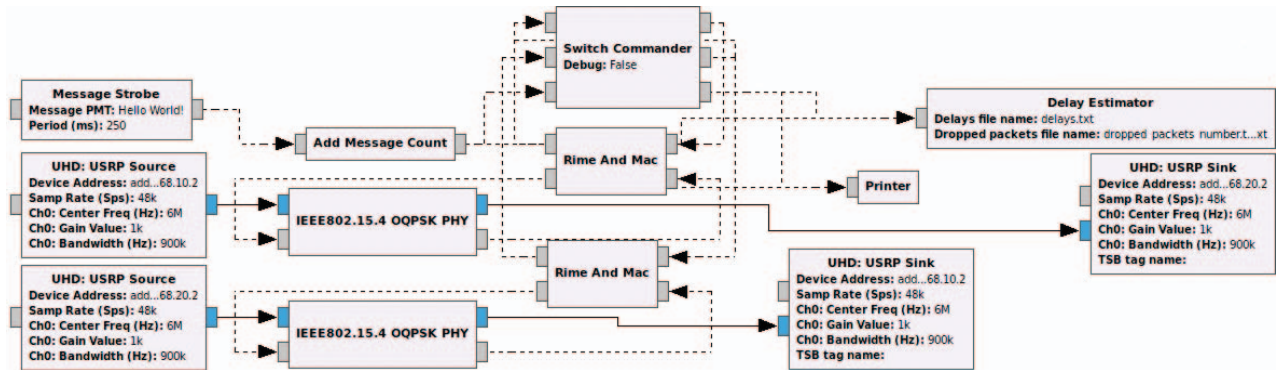 Switch Commander
Debug: False
Message Strobe
Message PMT: Hello World!
Period (ms): 250
Delay Estimator
Delays file name: delays.txt
Dropped packets file name: dropped packets number.t...xt
Add Message Count
Rime And Mac
UHD: USRP Source
Device Address: add...68.10.2
Samp Rate (Sps): 48k
Ch0: Center Freq (Hz): 6M
Ch0: Gain Value: 1k
Ch0: Bandwidth (Hz): 900k
IEEE802.15.4 OQPSK PHY
Printer
UHD: USRP Sink
Device Address: add...68.20.2
Samp Rate (Sps): 48k
Ch0: Center Freq (Hz): 6M
Ch0: Gain Value: 1k
Ch0: Bandwidth (Hz): 900k
TSB tag name:
Rime And Mac
UHD: USRP Source
Device Address: add...68.20.2
Samp Rate (Sps): 48k
Ch0: Center Freq (Hz): 6M
Ch0: Gain Value: 1k
Ch0: Bandwidth (Hz): 900k
IEEE802.15.4 OQPSK PHY
UHD: USRP Sink
Device Address: add...68.10.2
Samp Rate (Sps): 48k
Ch0: Center Freq (Hz): 6M
Ch0: Gain Value: 1k
Ch0: Bandwidth (Hz): 900k
TSB tag name: